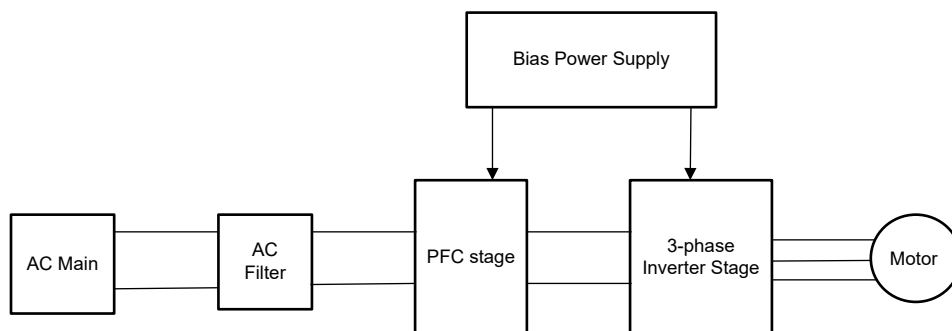 Bias Power Supply
AC Main
AC
Filter
PFC stage
3-phase
Inverter Stage
Motor